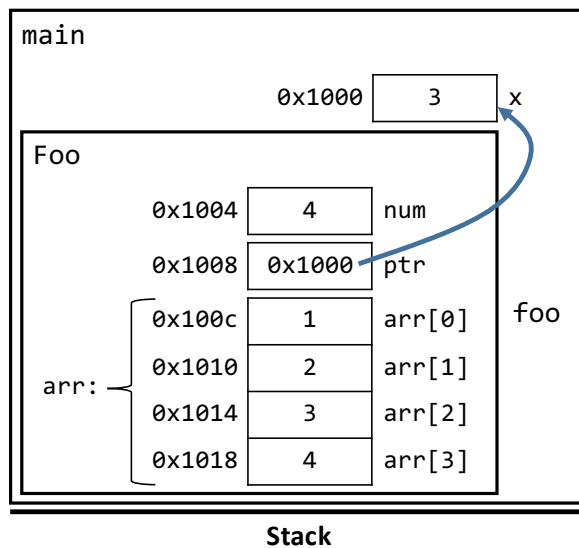 main
0x1000 3 x
Foo
0x1004 4 num
0x1008 0x1000 ptr
0x100c 1 arr[0] foo
0x1010 2 arr[1]
arr:
0x1014 3 arr[2]
0x1018 4 arr[3]
Stack